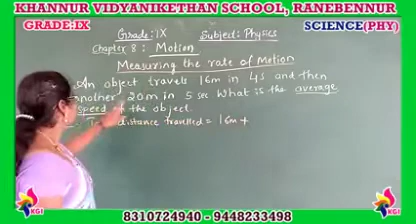 KHANNUR VIDYANIKETHAN SCHOOL, RANEBENNUR
GRADE:IX
SCIENCE(PHY)
Grade:IX Subject: Physics
Chapter 8: Motion
Measuring the rate of Motion
An object travels 16m in 4s and then
another 20m in 5 sec What is the average
speed of the object.
distance travelled = 16m +
KGI
KGI
8310724940 - 9448233498